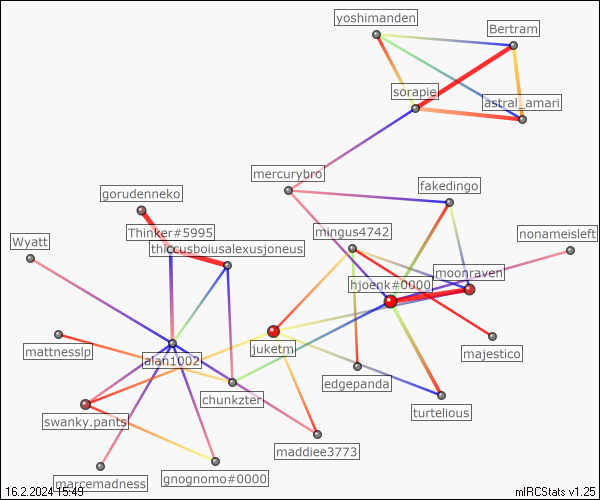 yoshimanden
Bertram
sorapie
astral_amari
mercurybro
fakedingo
gorudenneko
Thinker#5995
mingus4742
nonameisleft
Wyatt
thiccusboiusalexusjoneus
moonraven
hjoenk#0000
mattnesslp
alan1002
juketm
majestico
edgepanda
chunkzter
turtelious
swanky.pants
maddiee3773
marcemadness
gnognomo#0000
16.2.2024 15:49
mIRCStats v1.25